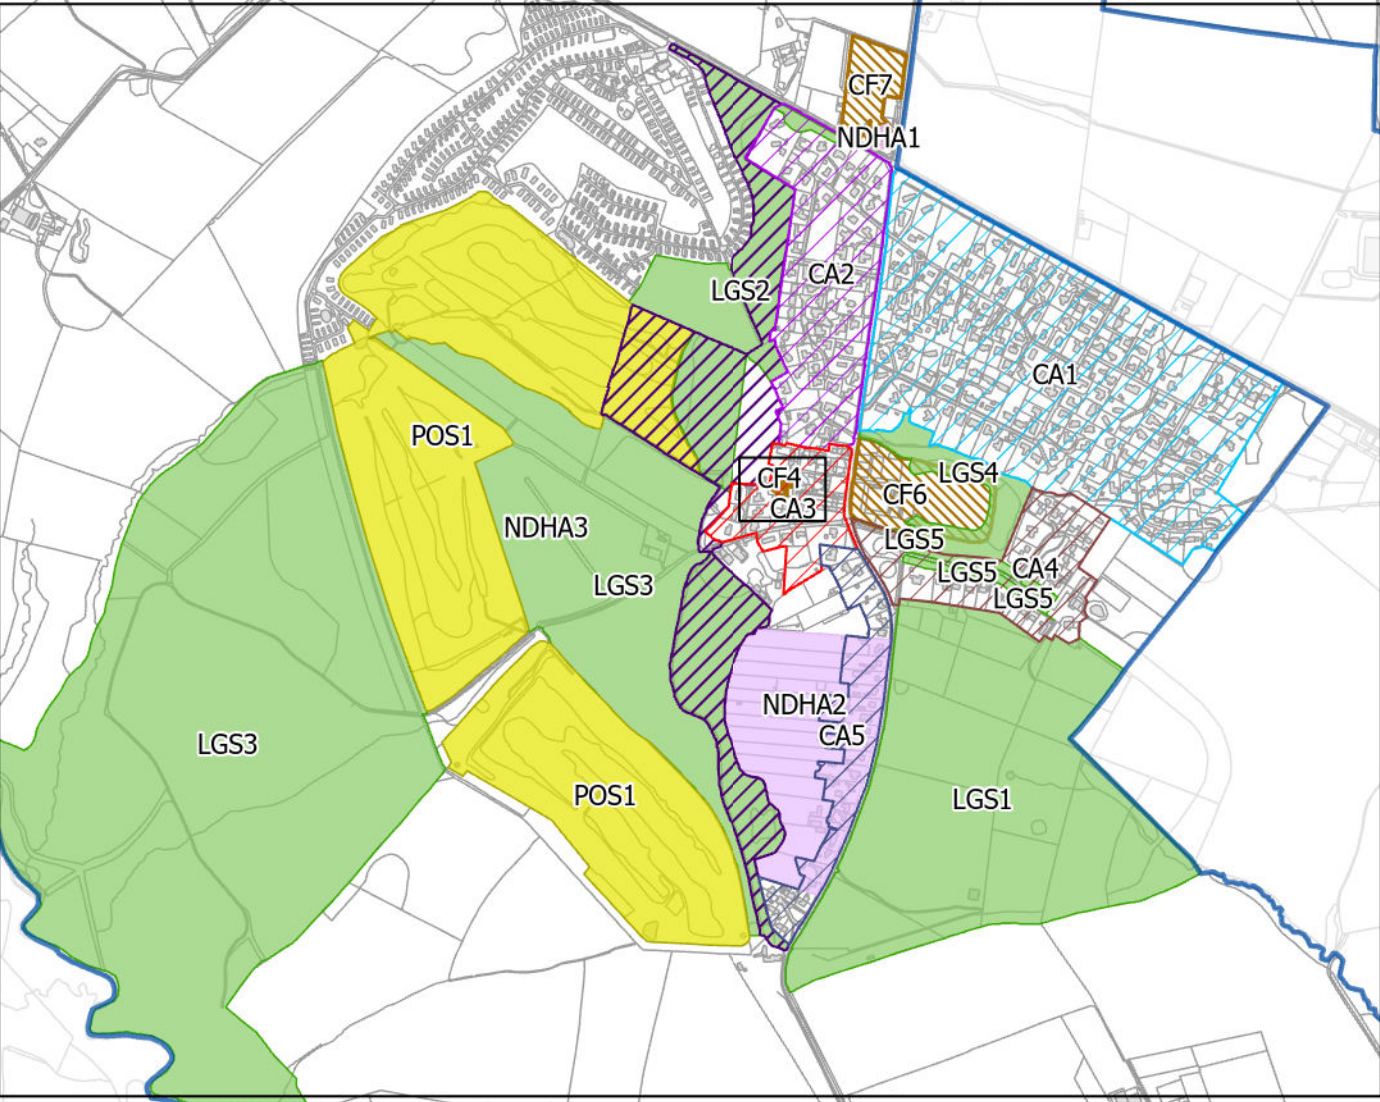 CF7
NDHA1
CA2
LGS2
CA1
POS1
LGS4
CF4
CF6
CA3
NDHA3
LGS5
CA4
LGS5
LGS3
LGS5
NDHA2
CA5
LGS3
POS1
LGS1